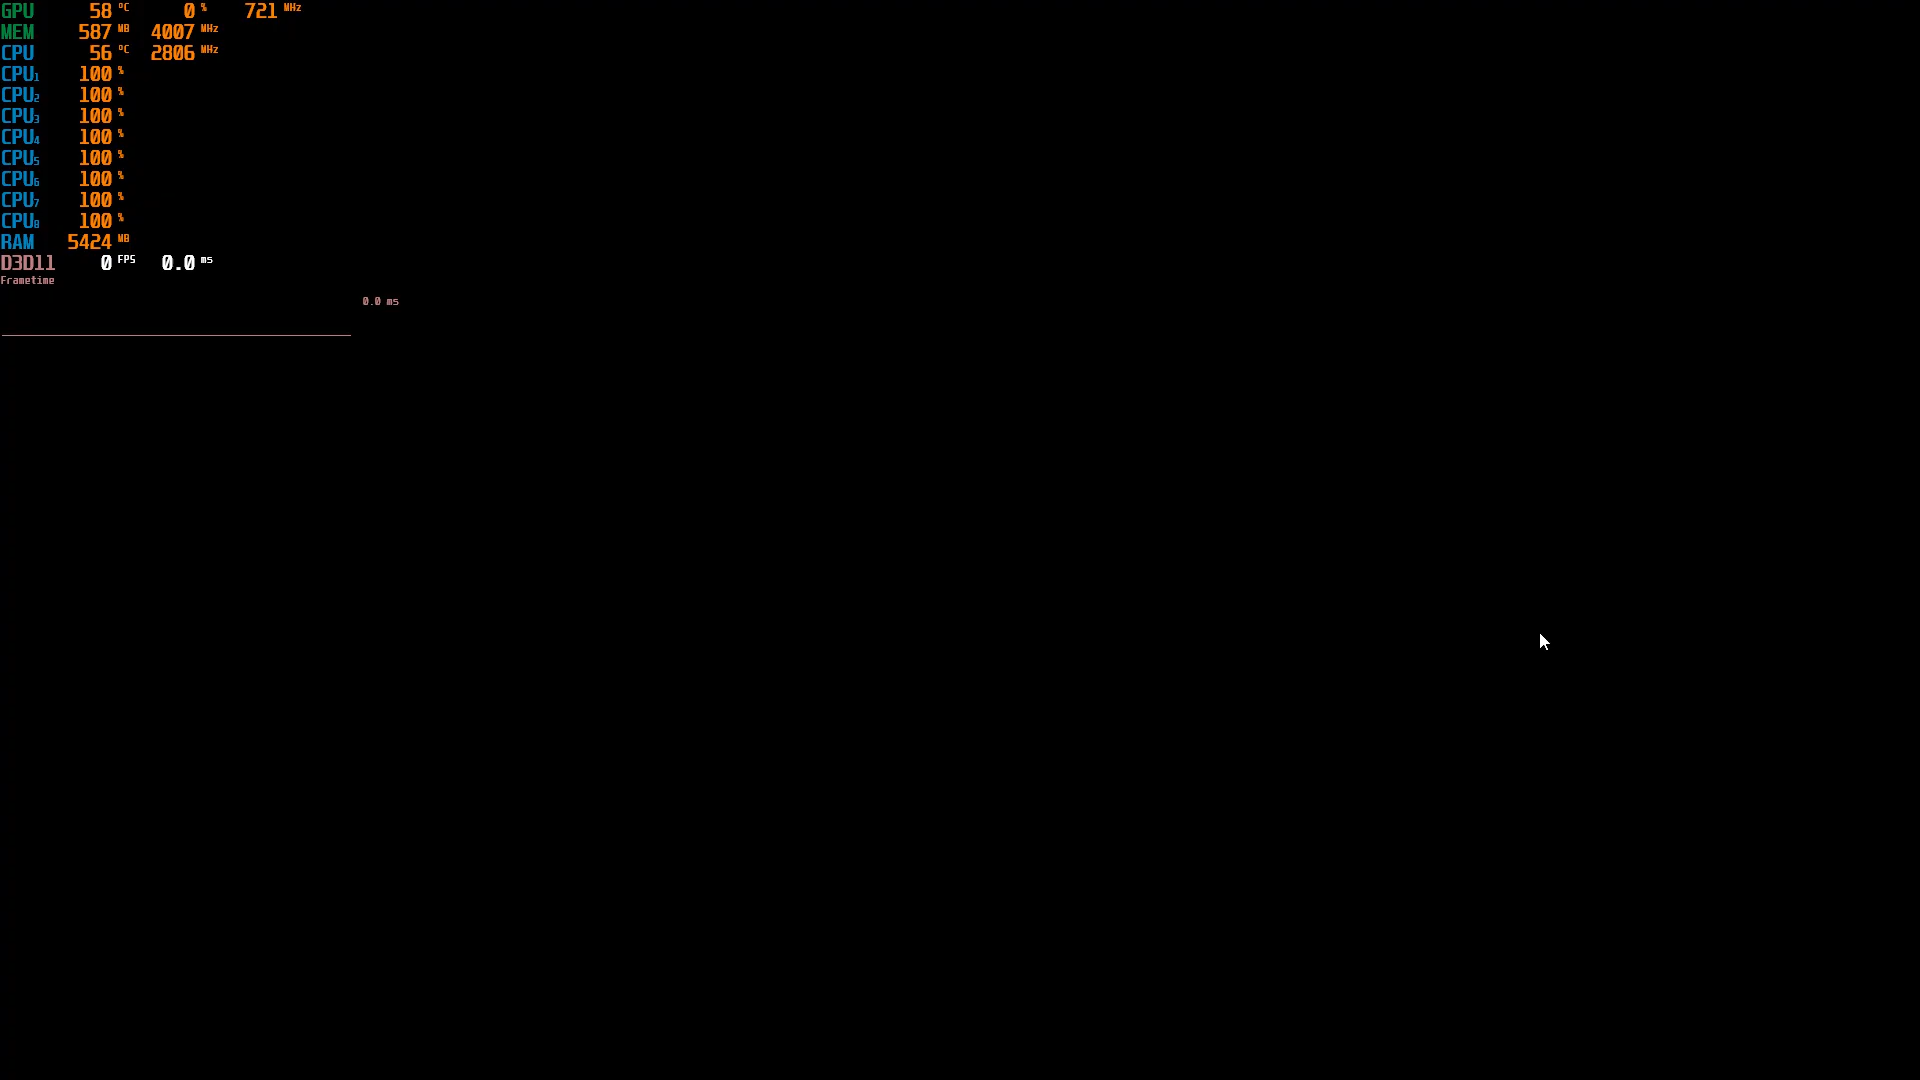 GPU 58 °C 0 % 721 MHz
MEM 587 MB 4007 MHz
CPU 56 °C 2806 MHz
CPU1 100 %
CPU2 100 %
CPU3 100 %
CPU4 100 %
CPU5 100 %
CPU6 100 %
CPU7 100 %
CPU8 100 %
RAM 5424 MB
D3D11 0 FPS 0.0 ms
Frametime
0.0 ms